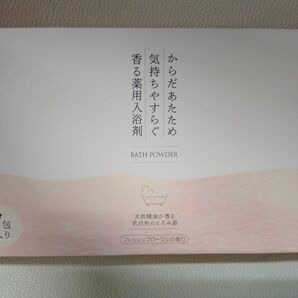 からだあたため
気持ちやすらぐ
香る薬用入浴剤
BATH POWDER
天然精油が香る
乳白色のとろみ湯
フレッシュフローラルの香り
7包
入り